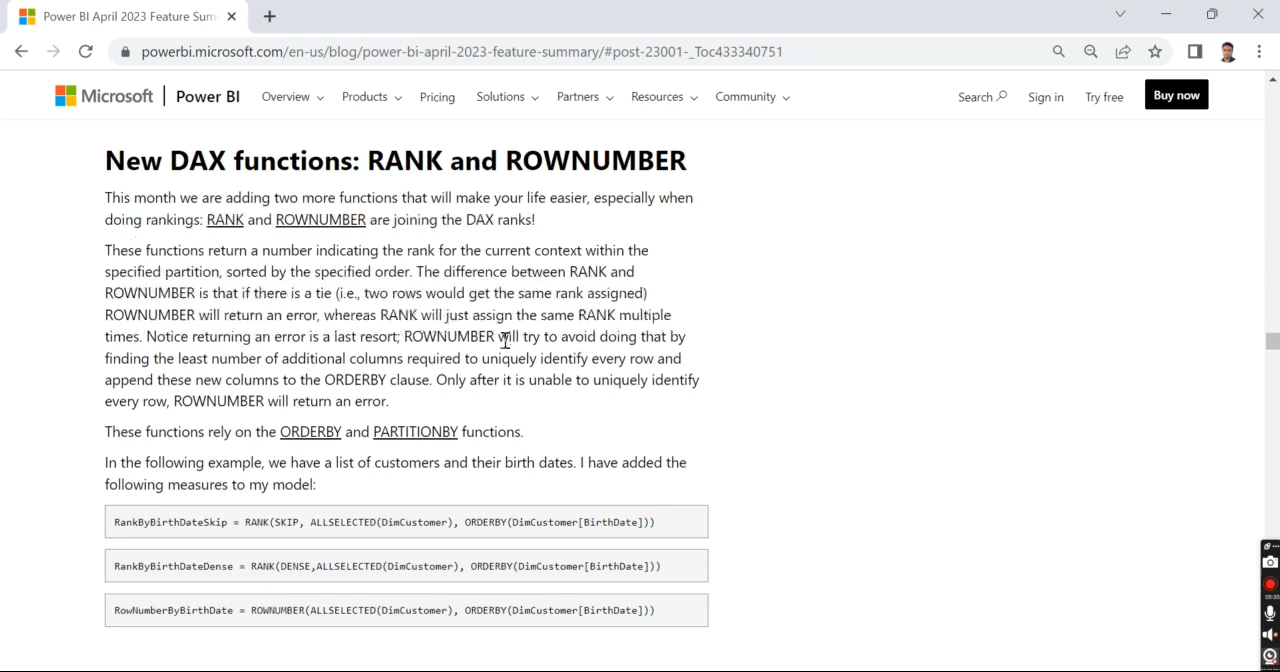 Power BI April 2023 Feature Sum
powerbi.microsoft.com/en-us/blog/power-bi-april-2023-feature-summary/#post-23001-_Toc433340751
Microsoft | Power BI Overview Products Pricing Solutions Partners Resources Community Search Sign in Try free Buy now
New DAX functions: RANK and ROWNUMBER
This month we are adding two more functions that will make your life easier, especially when
doing rankings: RANK and ROWNUMBER are joining the DAX ranks!
These functions return a number indicating the rank for the current context within the
specified partition, sorted by the specified order. The difference between RANK and
ROWNUMBER is that if there is a tie (i.e., two rows would get the same rank assigned)
ROWNUMBER will return an error, whereas RANK will just assign the same RANK multiple
times. Notice returning an error is a last resort; ROWNUMBER will try to avoid doing that by
finding the least number of additional columns required to uniquely identify every row and
append these new columns to the ORDERBY clause. Only after it is unable to uniquely identify
every row, ROWNUMBER will return an error.
These functions rely on the ORDERBY and PARTITIONBY functions.
In the following example, we have a list of customers and their birth dates. I have added the
following measures to my model:
RankByBirthDateSkip = RANK(SKIP, ALLSELECTED(DimCustomer), ORDERBY(DimCustomer[BirthDate]))
RankByBirthDateDense = RANK(DENSE,ALLSELECTED(DimCustomer), ORDERBY(DimCustomer[BirthDate]))
RowNumberByBirthDate = ROWNUMBER(ALLSELECTED(DimCustomer), ORDERBY(DimCustomer[BirthDate]))